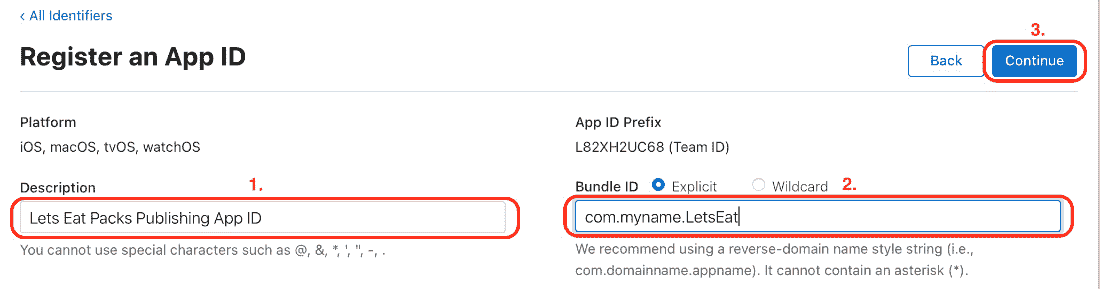 ‹ All Identifiers
3.
Register an App ID
Back
Continue
Platform
iOS, macOS, tvOS, watchOS
App ID Prefix
L82XH2UC68 (Team ID)
Description
1.
Bundle ID Explicit Wildcard 2.
Lets Eat Packs Publishing App ID
com.myname.LetsEat
You cannot use special characters such as @, &, *, ', ", -, .
We recommend using a reverse-domain name style string (i.e.,
com.domainname.appname). It cannot contain an asterisk (*).